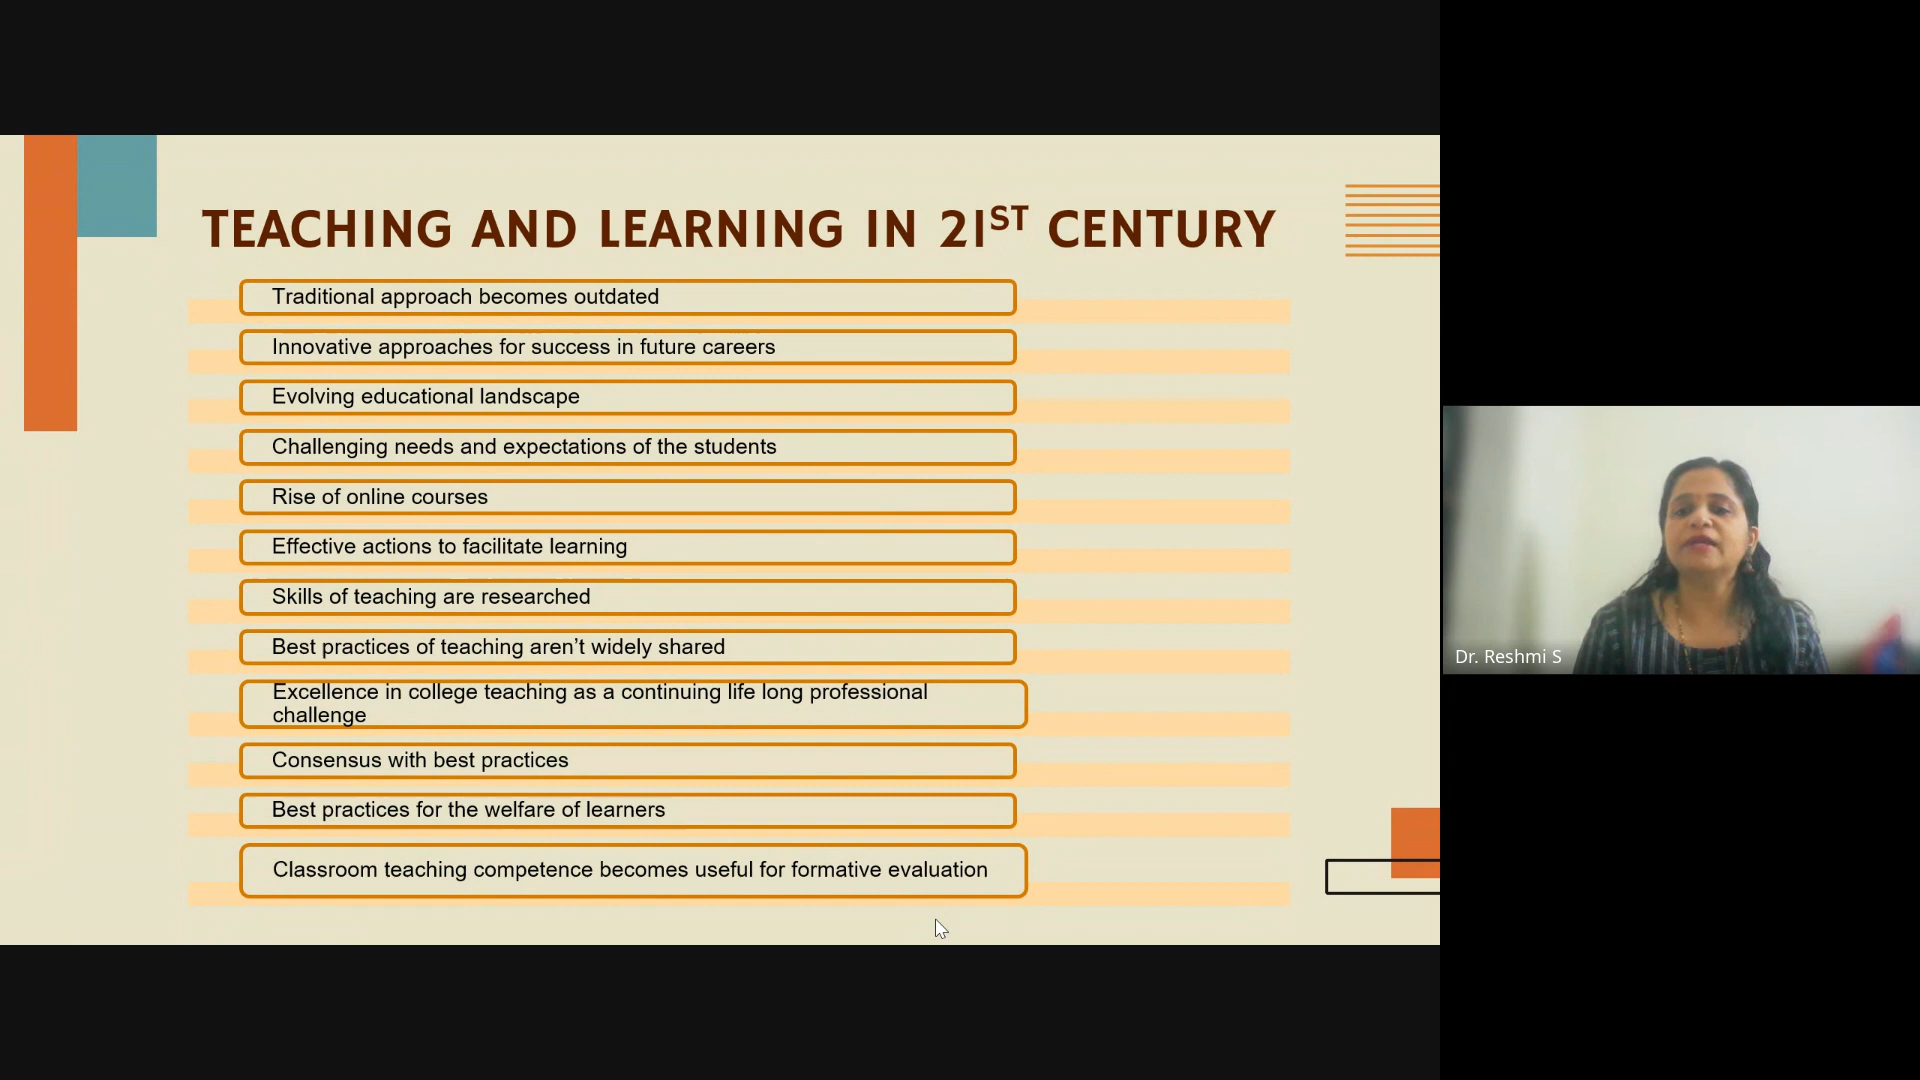 TEACHING AND LEARNING IN 21ST CENTURY
Traditional approach becomes outdated
Innovative approaches for success in future careers
Evolving educational landscape
Challenging needs and expectations of the students
Rise of online courses
Effective actions to facilitate learning
Skills of teaching are researched
Best practices of teaching aren’t widely shared
Excellence in college teaching as a continuing life long professional
challenge
Consensus with best practices
Best practices for the welfare of learners
Classroom teaching competence becomes useful for formative evaluation
Dr. Reshmi S